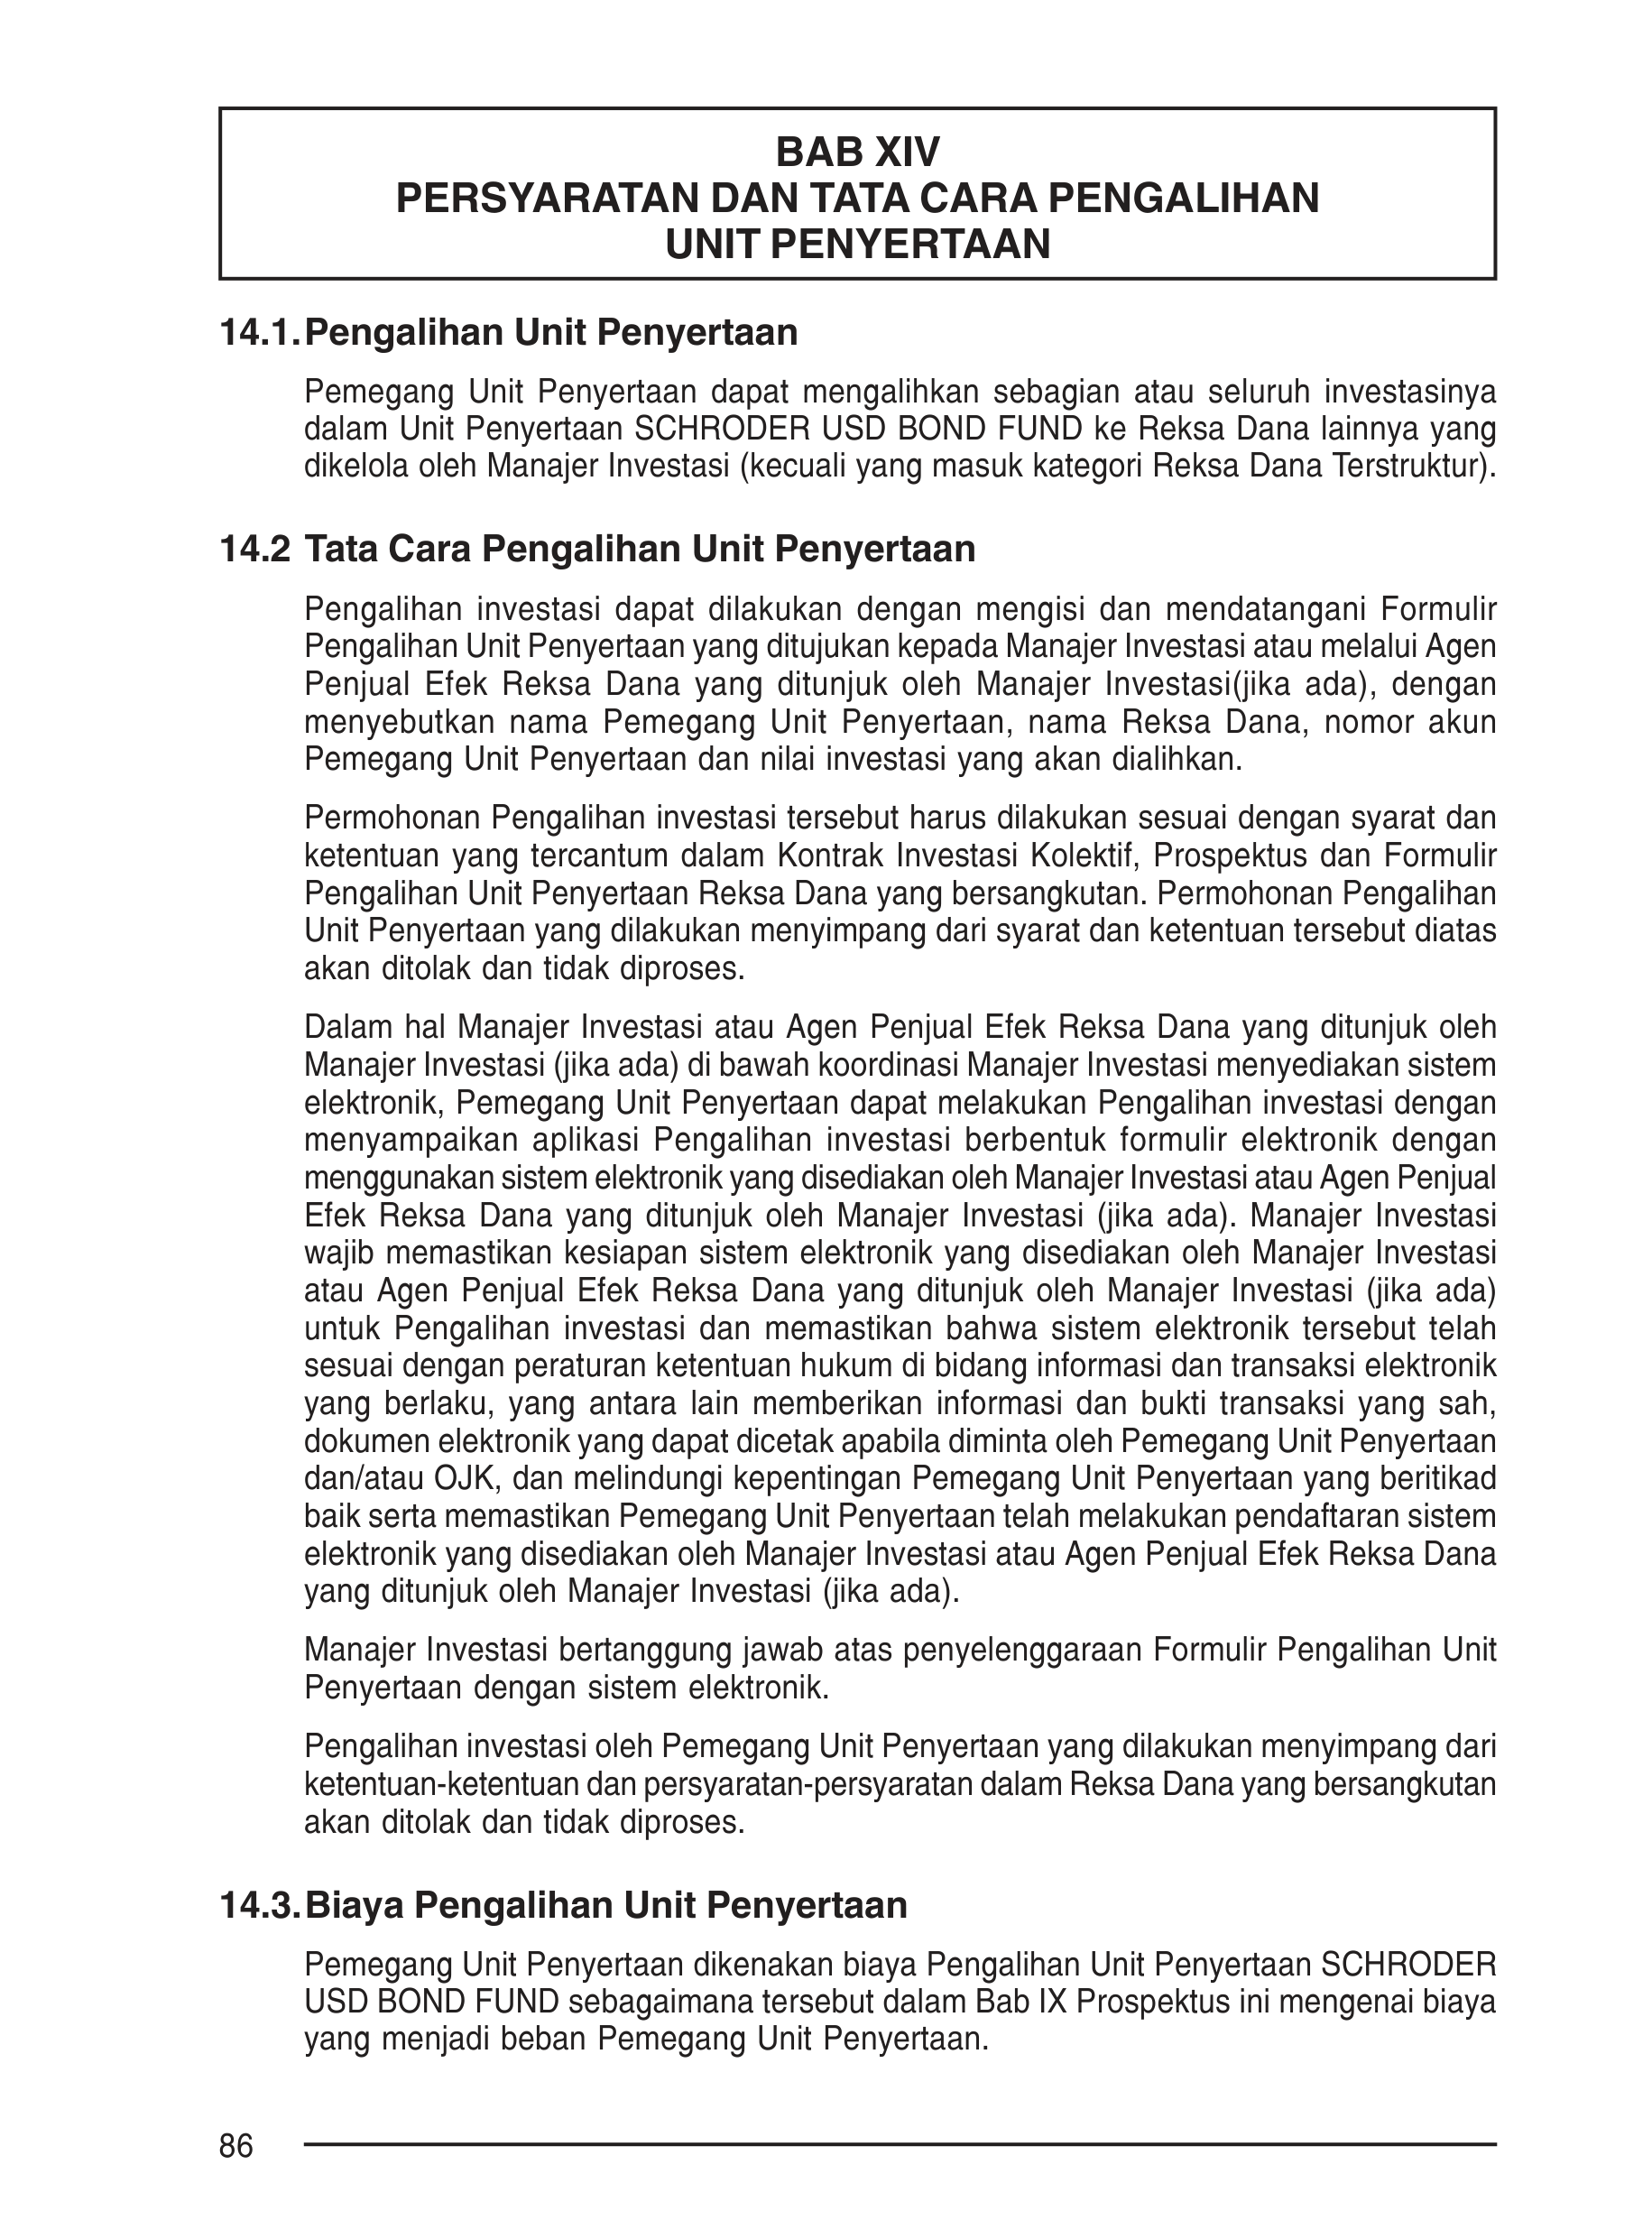 BAB XIV
PERSYARATAN DAN TATA CARA PENGALIHAN
UNIT PENYERTAAN
14.1. Pengalihan Unit Penyertaan
Pemegang Unit Penyertaan dapat mengalihkan sebagian atau seluruh investasinya
dalam Unit Penyertaan SCHRODER USD BOND FUND ke Reksa Dana lainnya yang
dikelola oleh Manajer Investasi (kecuali yang masuk kategori Reksa Dana Terstruktur).
14.2 Tata Cara Pengalihan Unit Penyertaan
Pengalihan investasi dapat dilakukan dengan mengisi dan mendatangani Formulir
Pengalihan Unit Penyertaan yang ditujukan kepada Manajer Investasi atau melalui Agen
Penjual Efek Reksa Dana yang ditunjuk oleh Manajer Investasi(jika ada), dengan
menyebutkan nama Pemegang Unit Penyertaan, nama Reksa Dana, nomor akun
Pemegang Unit Penyertaan dan nilai investasi yang akan dialihkan.
Permohonan Pengalihan investasi tersebut harus dilakukan sesuai dengan syarat dan
ketentuan yang tercantum dalam Kontrak Investasi Kolektif, Prospektus dan Formulir
Pengalihan Unit Penyertaan Reksa Dana yang bersangkutan. Permohonan Pengalihan
Unit Penyertaan yang dilakukan menyimpang dari syarat dan ketentuan tersebut diatas
akan ditolak dan tidak diproses.
Dalam hal Manajer Investasi atau Agen Penjual Efek Reksa Dana yang ditunjuk oleh
Manajer Investasi (jika ada) di bawah koordinasi Manajer Investasi menyediakan sistem
elektronik, Pemegang Unit Penyertaan dapat melakukan Pengalihan investasi dengan
menyampaikan aplikasi Pengalihan investasi berbentuk formulir elektronik dengan
menggunakan sistem elektronik yang disediakan oleh Manajer Investasi atau Agen Penjual
Efek Reksa Dana yang ditunjuk oleh Manajer Investasi (jika ada). Manajer Investasi
wajib memastikan kesiapan sistem elektronik yang disediakan oleh Manajer Investasi
atau Agen Penjual Efek Reksa Dana yang ditunjuk oleh Manajer Investasi (jika ada)
untuk Pengalihan investasi dan memastikan bahwa sistem elektronik tersebut telah
sesuai dengan peraturan ketentuan hukum di bidang informasi dan transaksi elektronik
yang berlaku, yang antara lain memberikan informasi dan bukti transaksi yang sah,
dokumen elektronik yang dapat dicetak apabila diminta oleh Pemegang Unit Penyertaan
dan/atau OJK, dan melindungi kepentingan Pemegang Unit Penyertaan yang beritikad
baik serta memastikan Pemegang Unit Penyertaan telah melakukan pendaftaran sistem
elektronik yang disediakan oleh Manajer Investasi atau Agen Penjual Efek Reksa Dana
yang ditunjuk oleh Manajer Investasi (jika ada).
Manajer Investasi bertanggung jawab atas penyelenggaraan Formulir Pengalihan Unit
Penyertaan dengan sistem elektronik.
Pengalihan investasi oleh Pemegang Unit Penyertaan yang dilakukan menyimpang dari
ketentuan-ketentuan dan persyaratan-persyaratan dalam Reksa Dana yang bersangkutan
akan ditolak dan tidak diproses.
14.3. Biaya Pengalihan Unit Penyertaan
Pemegang Unit Penyertaan dikenakan biaya Pengalihan Unit Penyertaan SCHRODER
USD BOND FUND sebagaimana tersebut dalam Bab IX Prospektus ini mengenai biaya
yang menjadi beban Pemegang Unit Penyertaan.
86